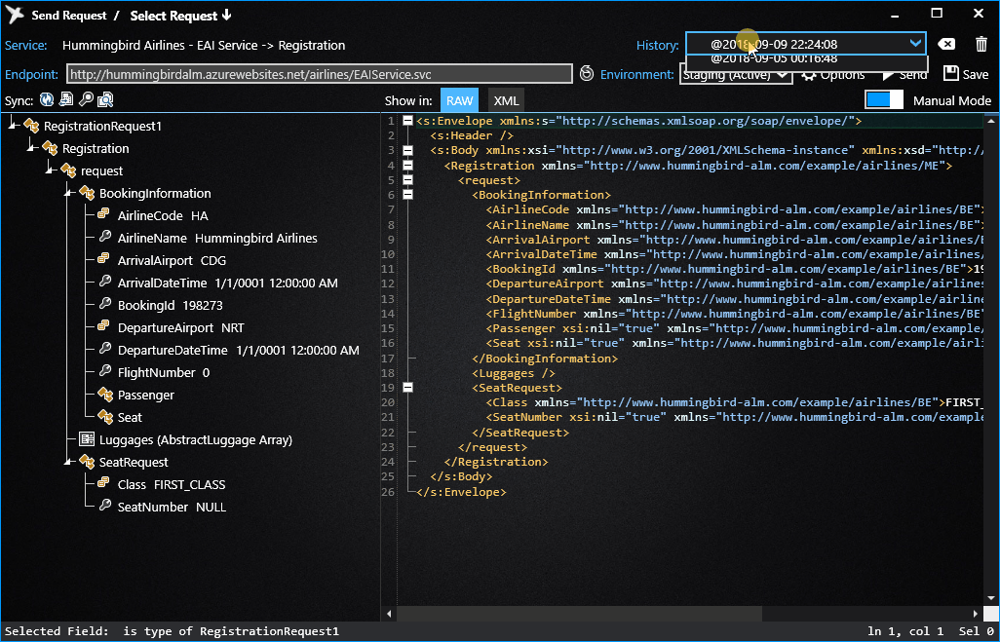 Send Request / Select Request
Service: Hummingbird Airlines - EAI Service -> Registration
History: @2018-09-09 22:24:08
@2018-09-05 00:16:48
Endpoint: http://hummingbirdalm.azurewebsites.net/airlines/EAIService.svc
Environment: Staging (Active) Options Send Save
Sync: Show in: RAW XML Manual Mode
RegistrationRequest1
Registration
request
BookingInformation
AirlineCode HA
AirlineName Hummingbird Airlines
ArrivalAirport CDG
ArrivalDateTime 1/1/0001 12:00:00 AM
BookingId 198273
DepartureAirport NRT
DepartureDateTime 1/1/0001 12:00:00 AM
FlightNumber 0
Passenger
Seat
Luggages (AbstractLuggage Array)
SeatRequest
Class FIRST_CLASS
SeatNumber NULL
1 <s:Envelope xmlns:s="http://schemas.xmlsoap.org/soap/envelope/">
2 <s:Header />
3 <s:Body xmlns:xsi="http://www.w3.org/2001/XMLSchema-instance" xmlns:xsd="http:/
4 <Registration xmlns="http://www.hummingbird-alm.com/example/airlines/ME">
5 <request>
6 <BookingInformation>
7 <AirlineCode xmlns="http://www.hummingbird-alm.com/example/airlines/BE">
8 <AirlineName xmlns="http://www.hummingbird-alm.com/example/airlines/BE">
9 <ArrivalAirport xmlns="http://www.hummingbird-alm.com/example/airlines/B
10 <ArrivalDateTime xmlns="http://www.hummingbird-alm.com/example/airlines/
11 <BookingId xmlns="http://www.hummingbird-alm.com/example/airlines/BE">19
12 <DepartureAirport xmlns="http://www.hummingbird-alm.com/example/airlines
13 <DepartureDateTime xmlns="http://www.hummingbird-alm.com/example/airline
14 <FlightNumber xmlns="http://www.hummingbird-alm.com/example/airlines/BE"
15 <Passenger xsi:nil="true" xmlns="http://www.hummingbird-alm.com/example/
16 <Seat xsi:nil="true" xmlns="http://www.hummingbird-alm.com/example/airli
17 </BookingInformation>
18 <Luggages />
19 <SeatRequest>
20 <Class xmlns="http://www.hummingbird-alm.com/example/airlines/BE">FIRST_
21 <SeatNumber xsi:nil="true" xmlns="http://www.hummingbird-alm.com/example
22 </SeatRequest>
23 </request>
24 </Registration>
25 </s:Body>
26 </s:Envelope>
Selected Field: is type of RegistrationRequest1 ln 1, col 1 Sel 0